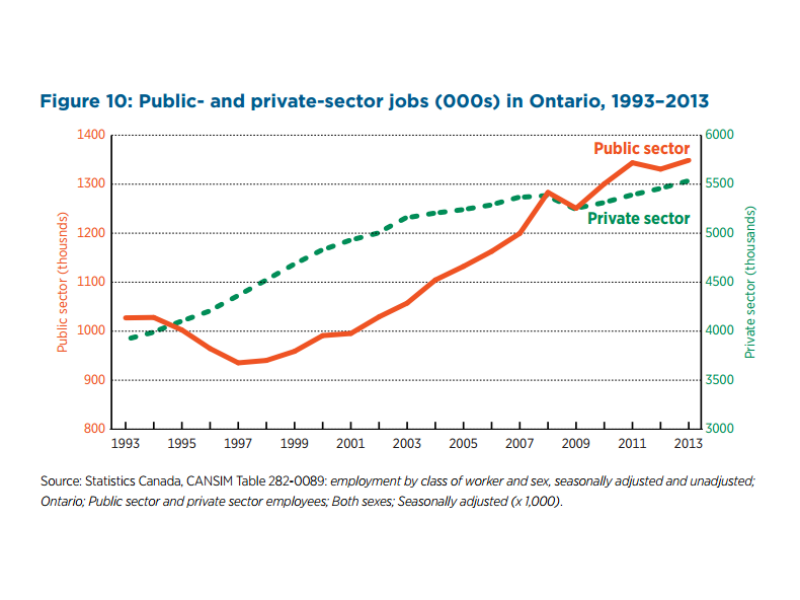 Figure 10: Public- and private-sector jobs (000s) in Ontario, 1993–2013
1400
1300
1200
1100
1000
900
800
Public sector (thousnds)
6000
5500
5000
4500
4000
3500
3000
Private sector (thousands)
Public sector
Private sector
1993 1995 1997 1999 2001 2003 2005 2007 2009 2011 2013
Source: Statistics Canada, CANSIM Table 282-0089: employment by class of worker and sex, seasonally adjusted and unadjusted;
Ontario; Public sector and private sector employees; Both sexes; Seasonally adjusted (x 1,000).